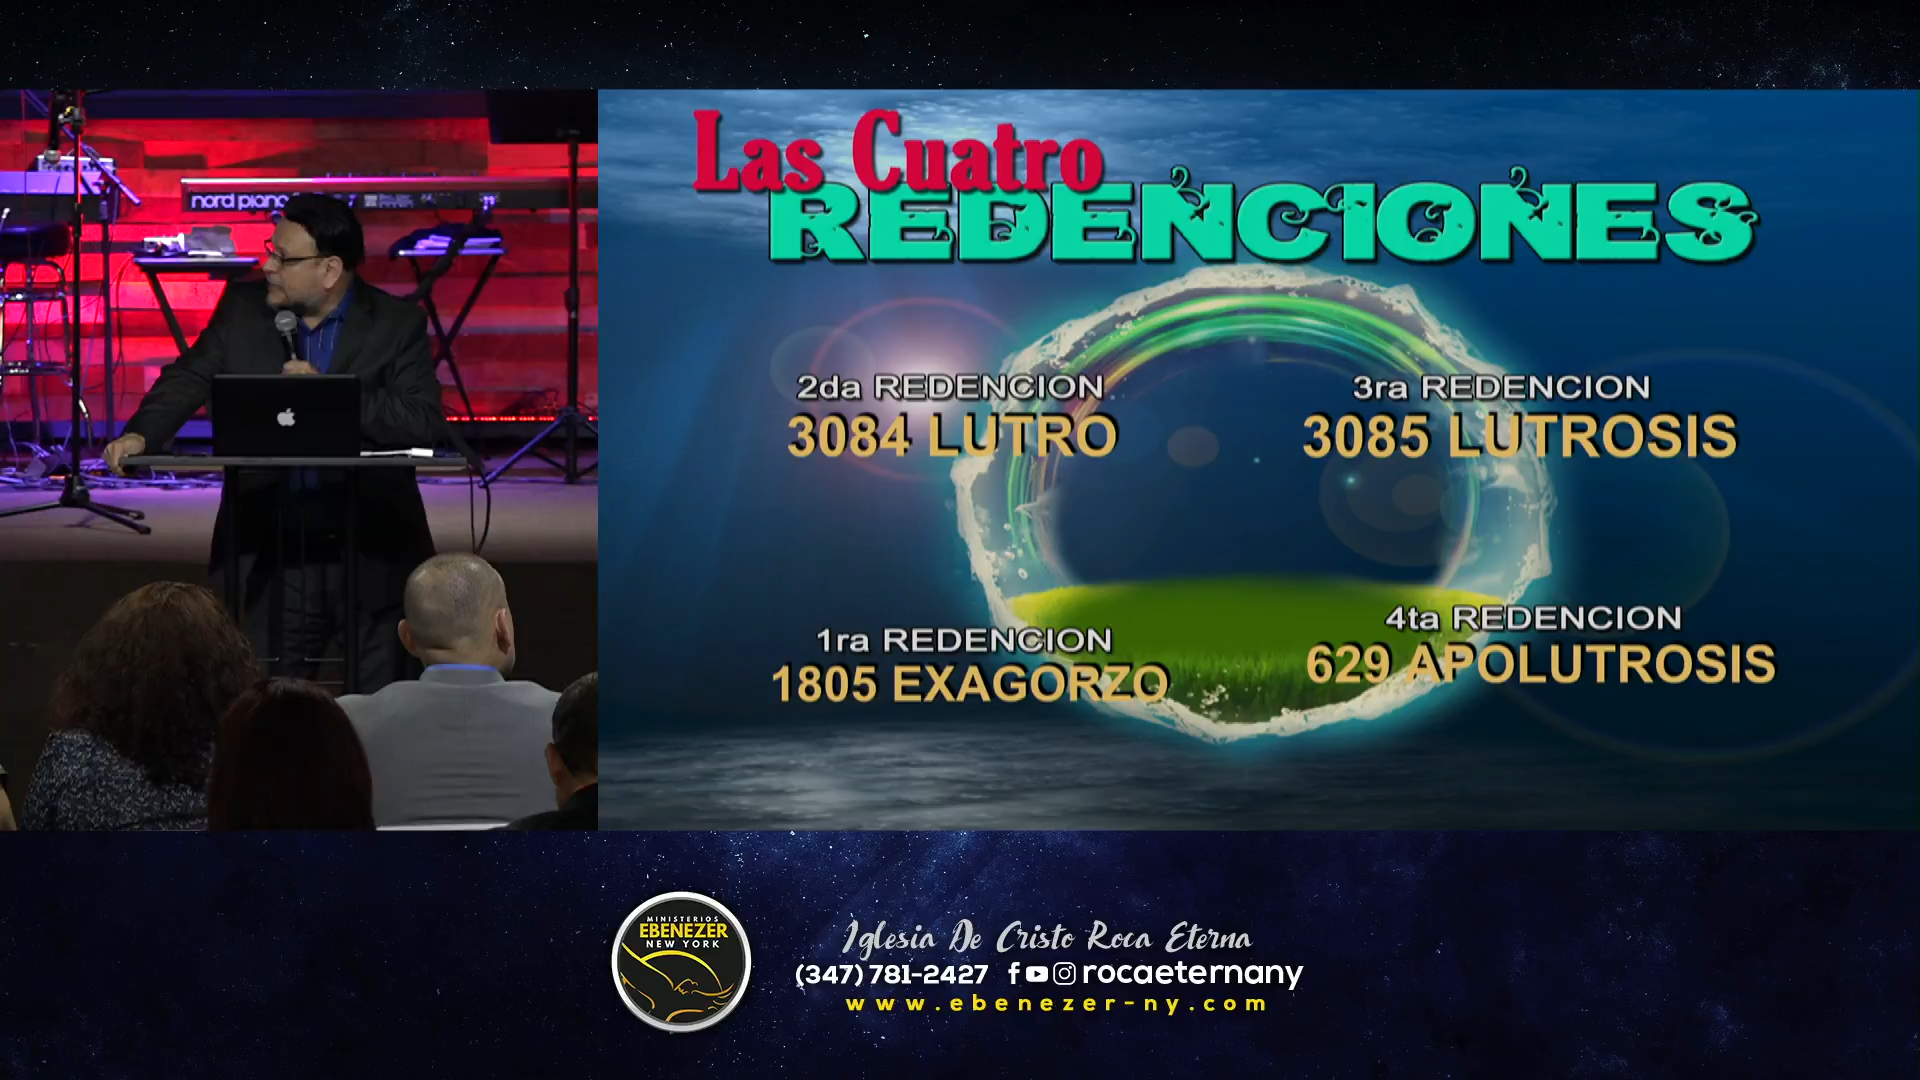 nord piano
Las Cuatro
REDENCIONES
2da REDENCION
3084 LUTRO
3ra REDENCION
3085 LUTROSIS
1ra REDENCION
1805 EXAGORZO
4ta REDENCION
629 APOLUTROSIS
MINISTERIOS
EBENEZER
NEW YORK
Iglesia De Cristo Roca Eterna
(347) 781-2427 rocaeternany
www.ebenezer-ny.com